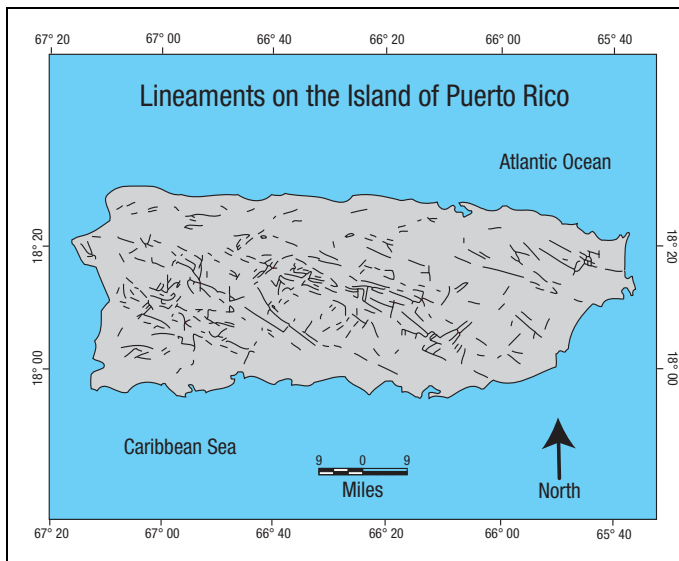 67° 20 67° 00 66° 40 66° 20 66° 00 65° 40
Lineaments on the Island of Puerto Rico
Atlantic Ocean
18° 20 18° 20
18° 00 18° 00
Caribbean Sea
9 0 9
Miles
North
67° 20 67° 00 66° 40 66° 20 66° 00 65° 40